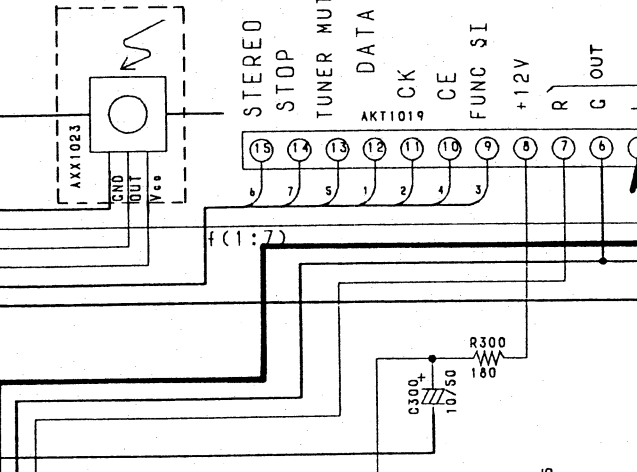 STEREO
STOP
TUNER MUT
DATA
CK
CE
FUNC SI
+12V
R
G OUT
AKT1019
15 14 13 12 11 10 9 8 7 6
6 7 5 1 2 4 3
AXX1023
GND
OUT
Vcc
f(1:7)
R300
180
C300
+
10/50